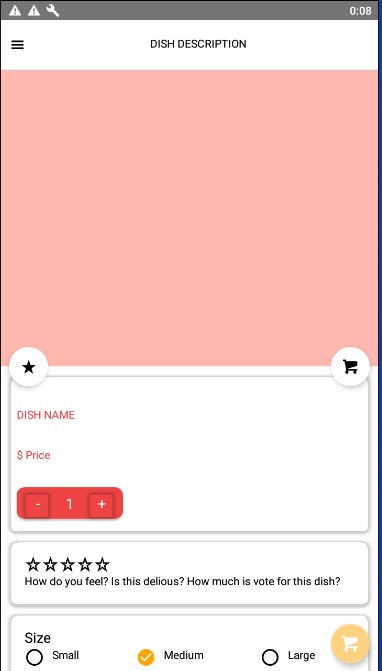 0:08
DISH DESCRIPTION
DISH NAME
$ Price
- 1 +
How do you feel? Is this delious? How much is vote for this dish?
Size
Small Medium Large